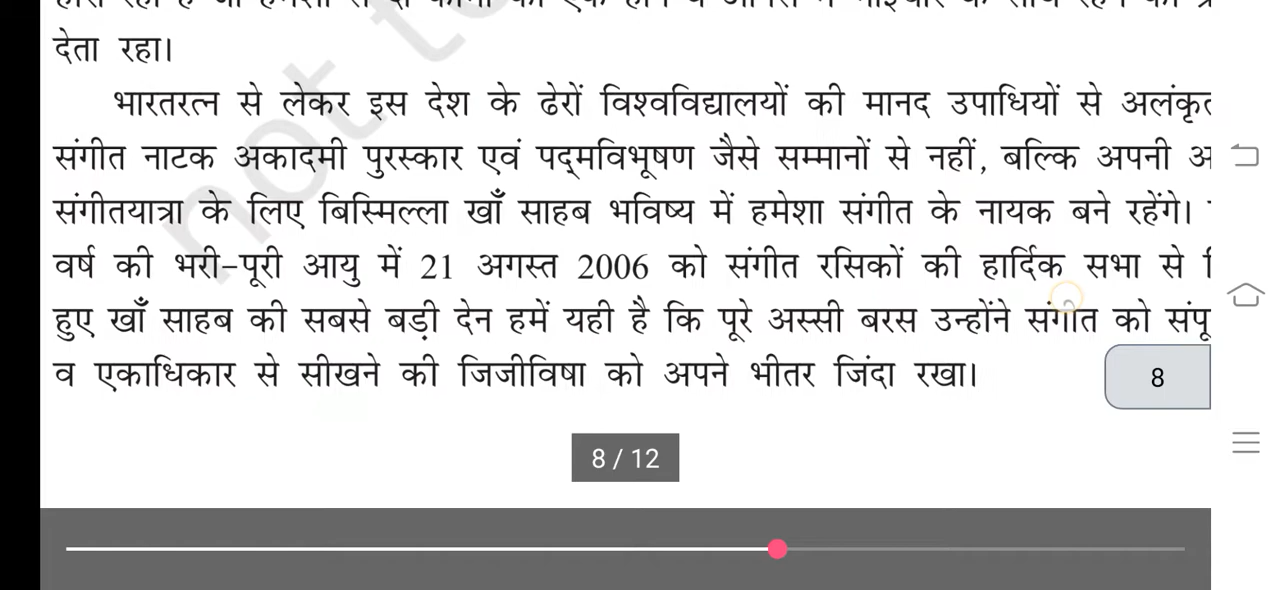 देता रहा।
भारतरत्न से लेकर इस देश के ढेरों विश्वविद्यालयों की मानद उपाधियों से
संगीत नाटक अकादमी पुरस्कार एवं पद्मविभूषण जैसे सम्मानों से नहीं, बल्कि अपनी
संगीतयात्रा के लिए बिस्मिल्ला खाँ साहब भविष्य में हमेशा संगीत के नायक बने रहेंगे।
वर्ष की भरी-पूरी आयु में 21 अगस्त 2006 को संगीत रसिकों की हार्दिक सभा से
हुए खाँ साहब की सबसे बड़ी देन हमें यही है कि पूरे अस्सी बरस उन्होंने संगीत को
व एकाधिकार से सीखने की जिजीविषा को अपने भीतर जिंदा रखा।
8
8 / 12
not to